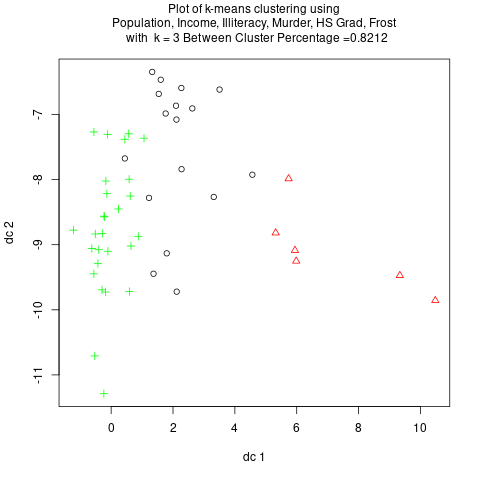 Plot of k-means clustering using
Population, Income, Illiteracy, Murder, HS Grad, Frost
with  k = 3 Between Cluster Percentage =0.8212
-7
-8
-9
-10
-11
dc 2
0
2
4
6
8
10
dc 1